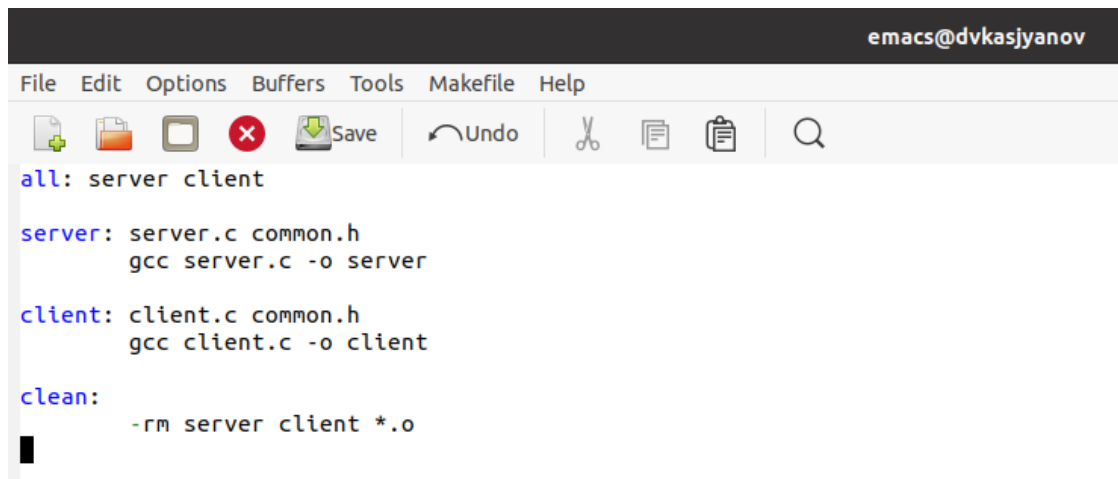 emacs@dvkasjyanov
File Edit Options Buffers Tools Makefile Help
Save Undo
all: server client
server: server.c common.h
gcc server.c -o server
client: client.c common.h
gcc client.c -o client
clean:
-rm server client *.o